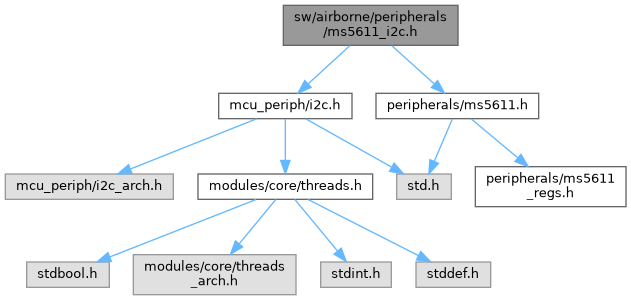 sw/airborne/peripherals
/ms5611_i2c.h
mcu_periph/i2c.h
peripherals/ms5611.h
mcu_periph/i2c_arch.h
modules/core/threads.h
std.h
peripherals/ms5611
_regs.h
stdbool.h
modules/core/threads
_arch.h
stdint.h
stddef.h